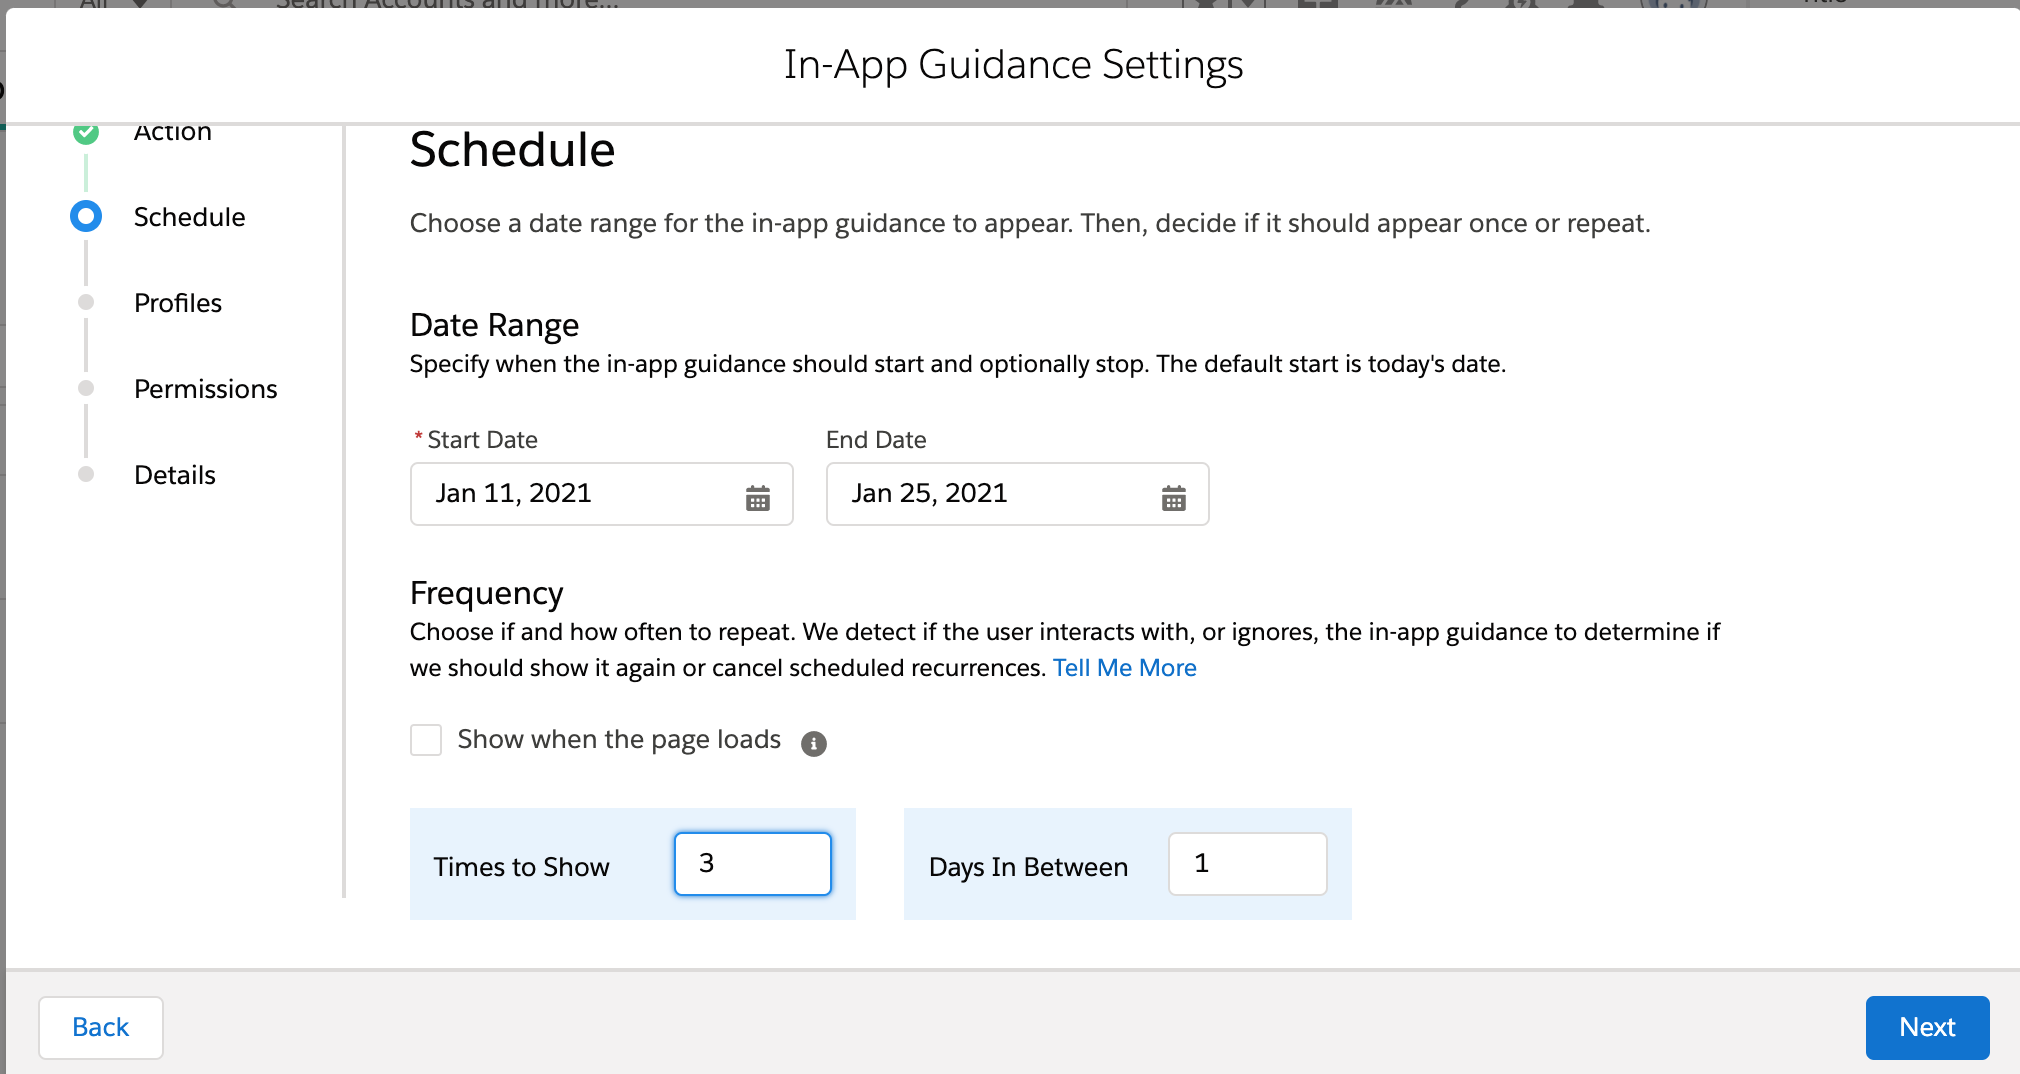 All
Search Accounts and more...
In-App Guidance Settings
Action
Schedule
Profiles
Permissions
Details
Schedule
Choose a date range for the in-app guidance to appear. Then, decide if it should appear once or repeat.
Date Range
Specify when the in-app guidance should start and optionally stop. The default start is today's date.
* Start Date
End Date
Jan 11, 2021
Jan 25, 2021
Frequency
Choose if and how often to repeat. We detect if the user interacts with, or ignores, the in-app guidance to determine if
we should show it again or cancel scheduled recurrences. Tell Me More
Show when the page loads
Times to Show
3
Days In Between
1
Back
Next